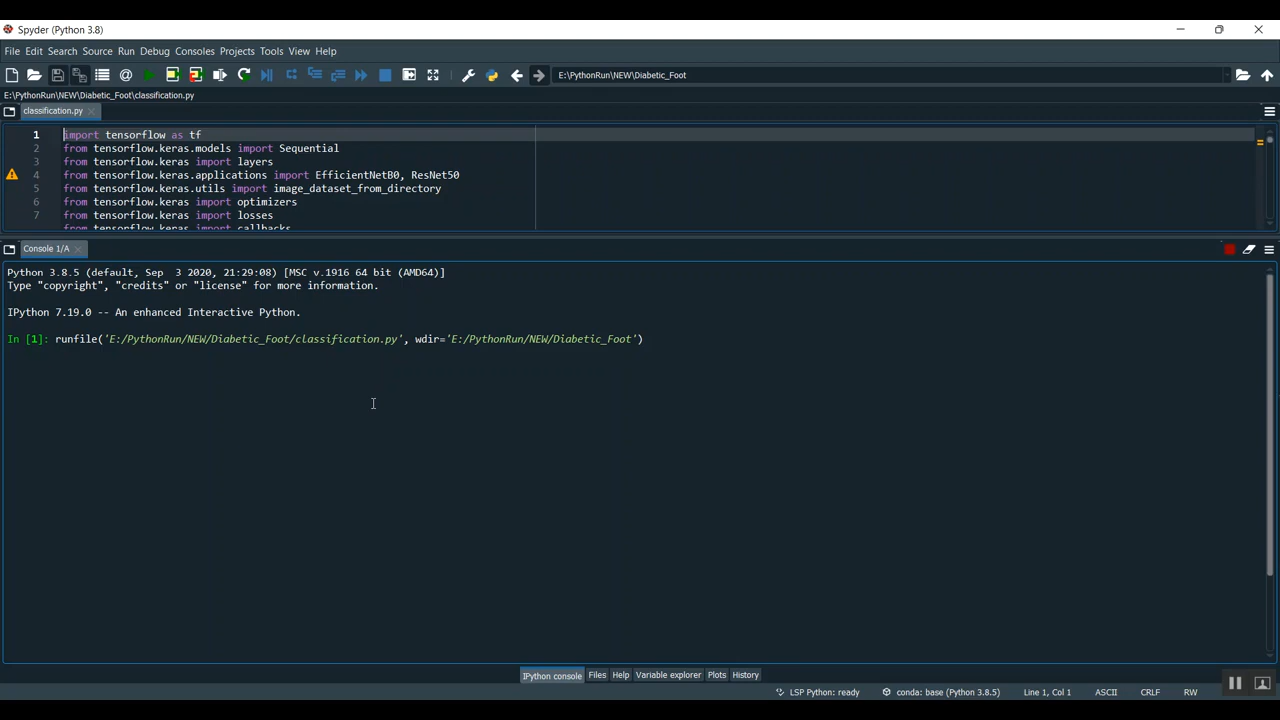 Spyder (Python 3.8)
File Edit Search Source Run Debug Consoles Projects Tools View Help
E:\PythonRun\NEW\Diabetic_Foot
E:\PythonRun\NEW\Diabetic_Foot\classification.py
classification.py
1 import tensorflow as tf
2 from tensorflow.keras.models import Sequential
3 from tensorflow.keras import layers
4 from tensorflow.keras.applications import EfficientNetB0, ResNet50
5 from tensorflow.keras.utils import image_dataset_from_directory
6 from tensorflow.keras import optimizers
7 from tensorflow.keras import losses
from tensorflow.keras import callbacks
Console 1/A
Python 3.8.5 (default, Sep  3 2020, 21:29:08) [MSC v.1916 64 bit (AMD64)]
Type "copyright", "credits" or "license" for more information.
IPython 7.19.0 -- An enhanced Interactive Python.
In [1]: runfile('E:/PythonRun/NEW/Diabetic_Foot/classification.py', wdir='E:/PythonRun/NEW/Diabetic_Foot')
IPython console Files Help Variable explorer Plots History
LSP Python: ready conda: base (Python 3.8.5) Line 1, Col 1 ASCII CRLF RW